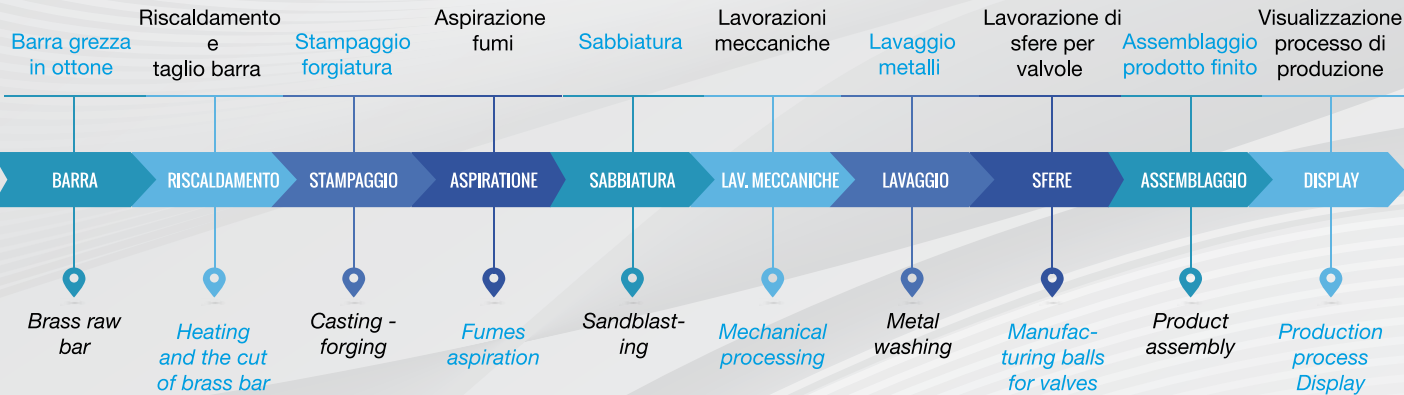 Barra grezza
in ottone
Riscaldamento
e
taglio barra
Stampaggio
forgiatura
Aspirazione
fumi
Sabbiatura
Lavorazioni
meccaniche
Lavaggio
metalli
Lavorazione di
sfere per
valvole
Assemblaggio
prodotto finito
Visualizzazione
processo di
produzione
BARRA
RISCALDAMENTO
STAMPAGGIO
ASPIRATIONE
SABBIATURA
LAV. MECCANICHE
LAVAGGIO
SFERE
ASSEMBLAGGIO
DISPLAY
Brass raw
bar
Heating
and the cut
of brass bar
Casting -
forging
Fumes
aspiration
Sandblast-
ing
Mechanical
processing
Metal
washing
Manufac-
turing balls
for valves
Product
assembly
Production
process
Display